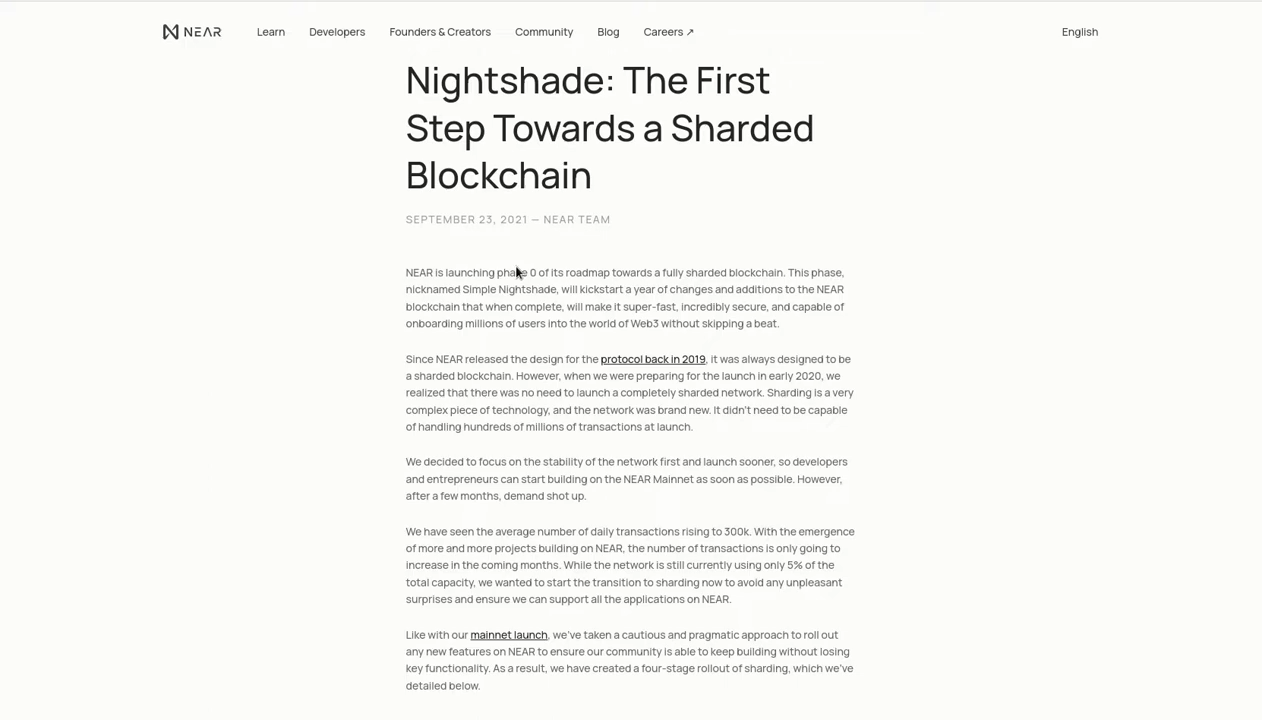 NEAR Learn Developers Founders & Creators Community Blog Careers ↗ English
Nightshade: The First
Step Towards a Sharded
Blockchain
SEPTEMBER 23, 2021 — NEAR TEAM
NEAR is launching phase 0 of its roadmap towards a fully sharded blockchain. This phase,
nicknamed Simple Nightshade, will kickstart a year of changes and additions to the NEAR
blockchain that when complete, will make it super-fast, incredibly secure, and capable of
onboarding millions of users into the world of Web3 without skipping a beat.
Since NEAR released the design for the protocol back in 2019, it was always designed to be
a sharded blockchain. However, when we were preparing for the launch in early 2020, we
realized that there was no need to launch a completely sharded network. Sharding is a very
complex piece of technology, and the network was brand new. It didn't need to be capable
of handling hundreds of millions of transactions at launch.
We decided to focus on the stability of the network first and launch sooner, so developers
and entrepreneurs can start building on the NEAR Mainnet as soon as possible. However,
after a few months, demand shot up.
We have seen the average number of daily transactions rising to 300k. With the emergence
of more and more projects building on NEAR, the number of transactions is only going to
increase in the coming months. While the network is still currently using only 5% of the
total capacity, we wanted to start the transition to sharding now to avoid any unpleasant
surprises and ensure we can support all the applications on NEAR.
Like with our mainnet launch, we've taken a cautious and pragmatic approach to roll out
any new features on NEAR to ensure our community is able to keep building without losing
key functionality. As a result, we have created a four-stage rollout of sharding, which we've
detailed below.